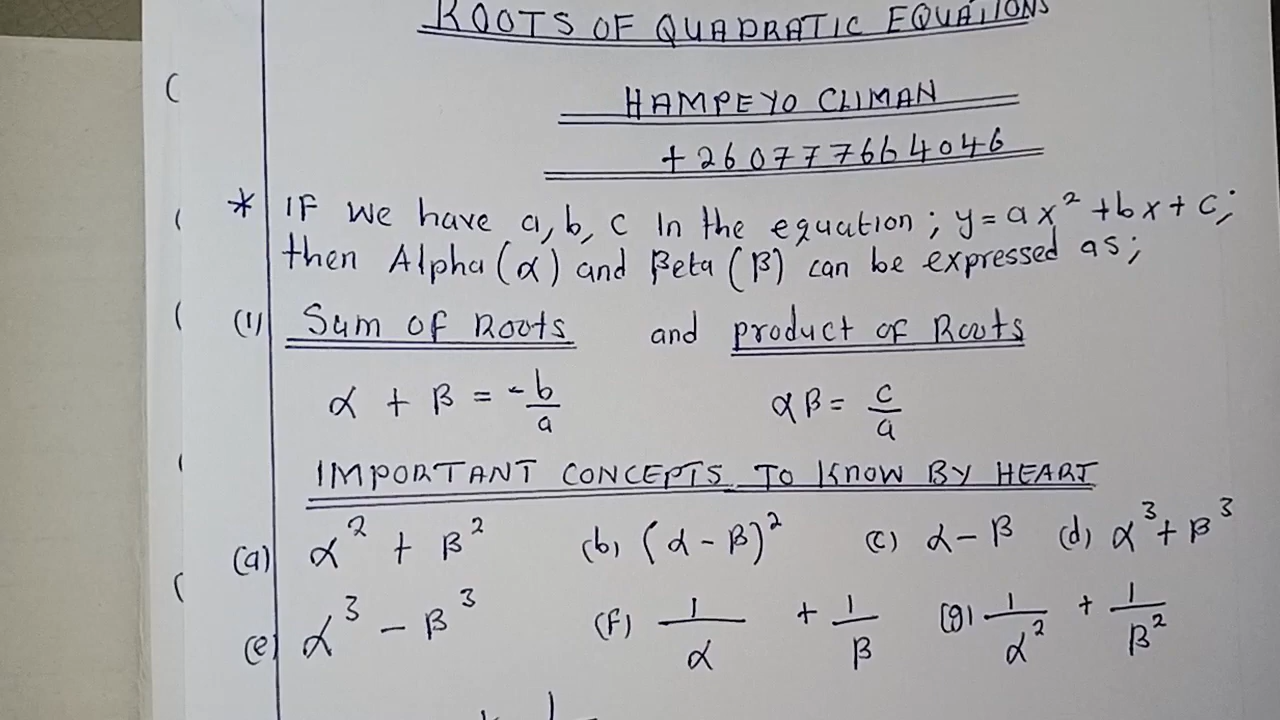 ROOTS OF QUADRATIC EQUATIONS
HAMPEYO CLIMAN
+260777664046
* IF we have a, b, c In the equation ; y = ax² + bx + c;
then Alpha (α) and Beta (β) can be expressed as;
(1) Sum OF Roots and product of Roots
α + β = -b/a αβ = c/a
IMPORTANT CONCEPTS TO KNOW BY HEART
(a) α² + β² (b) (α - β)² (c) α - β (d) α³ + β³
(e) α³ - β³ (f) 1/α + 1/β (g) 1/α² + 1/β²